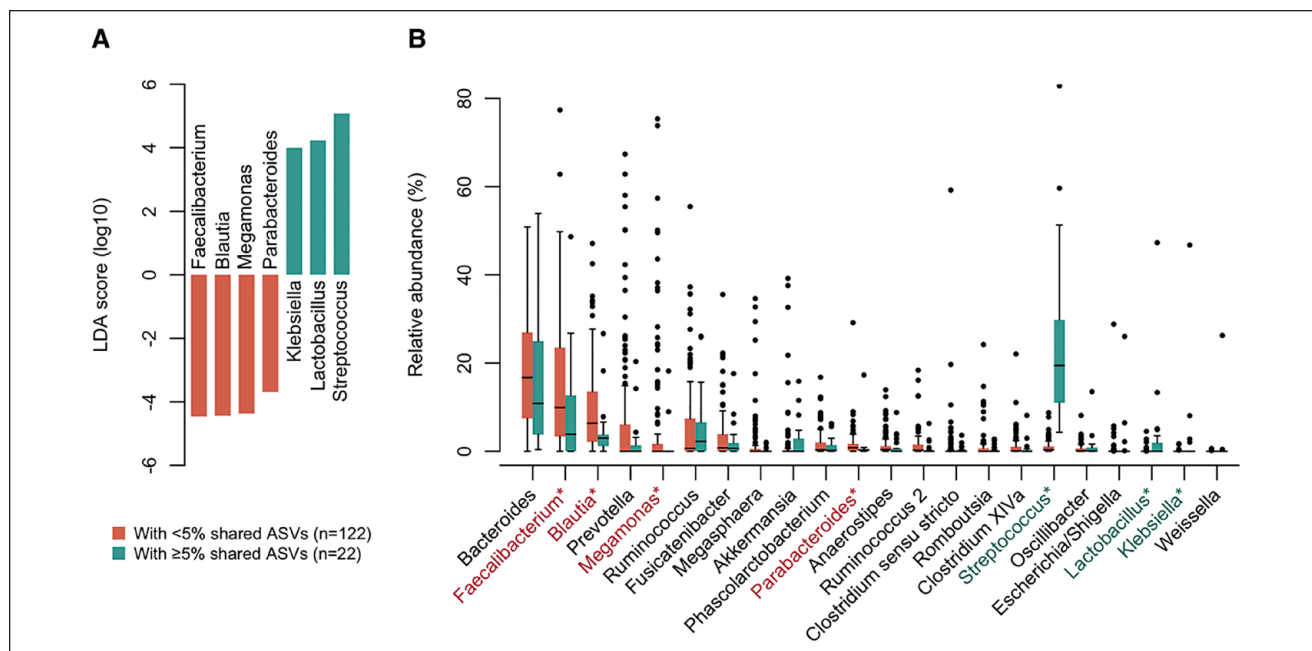 A
B
6
4
2
0
-2
-4
-6
LDA score (log10)
Faecalibacterium
Blautia
Megamonas
Parabacteroides
Klebsiella
Lactobacillus
Streptococcus
With <5% shared ASVs (n=122)
With ≥5% shared ASVs (n=22)
80
60
40
20
0
Relative abundance (%)
Bacteroides
Faecalibacterium*
Blautia*
Prevotella
Megamonas*
Ruminococcus
Fusicatenibacter
Megasphaera
Akkermansia
Phascolarctobacterium
Parabacteroides*
Anaerostipes
Ruminococcus 2
Clostridium sensu stricto
Romboutsia
Clostridium XIVa
Streptococcus*
Oscillibacter
Escherichia/Shigella
Lactobacillus*
Klebsiella*
Weissella